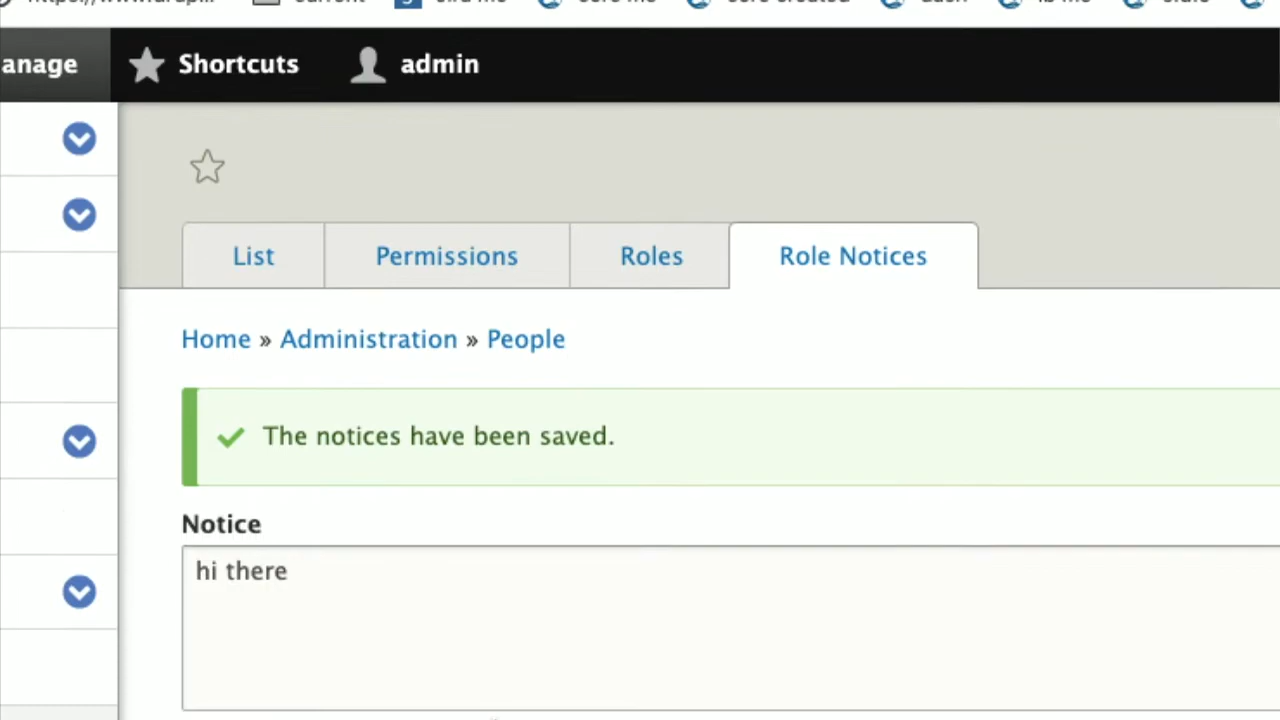 anage Shortcuts admin
List Permissions Roles Role Notices
Home » Administration » People
The notices have been saved.
Notice
hi there